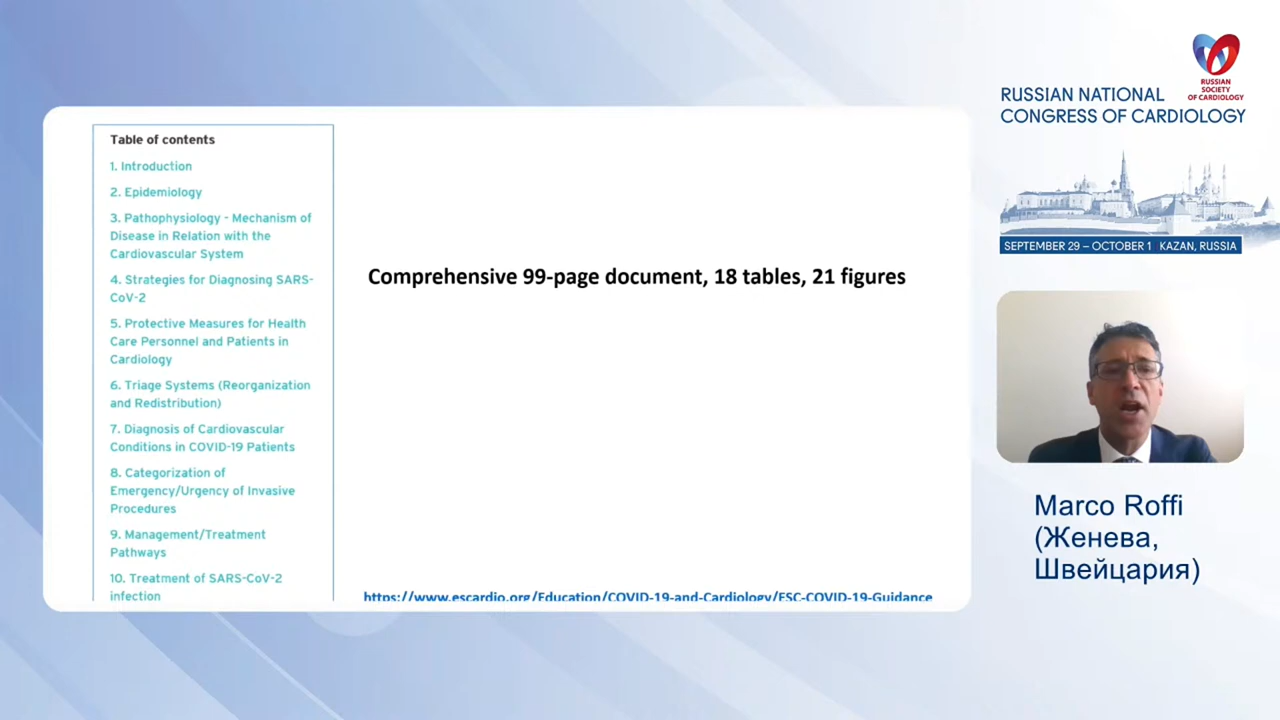 Table of contents
1. Introduction
2. Epidemiology
3. Pathophysiology - Mechanism of
Disease in Relation with the
Cardiovascular System
4. Strategies for Diagnosing SARS-
CoV-2
5. Protective Measures for Health
Care Personnel and Patients in
Cardiology
6. Triage Systems (Reorganization
and Redistribution)
7. Diagnosis of Cardiovascular
Conditions in COVID-19 Patients
8. Categorization of
Emergency/Urgency of Invasive
Procedures
9. Management/Treatment
Pathways
10. Treatment of SARS-CoV-2
infection
Comprehensive 99-page document, 18 tables, 21 figures
https://www.escardio.org/Education/COVID-19-and-Cardiology/ESC-COVID-19-Guidance
RUSSIAN
SOCIETY
OF CARDIOLOGY
RUSSIAN NATIONAL
CONGRESS OF CARDIOLOGY
SEPTEMBER 29 – OCTOBER 1 KAZAN, RUSSIA
Marco Roffi
(Женева,
Швейцария)